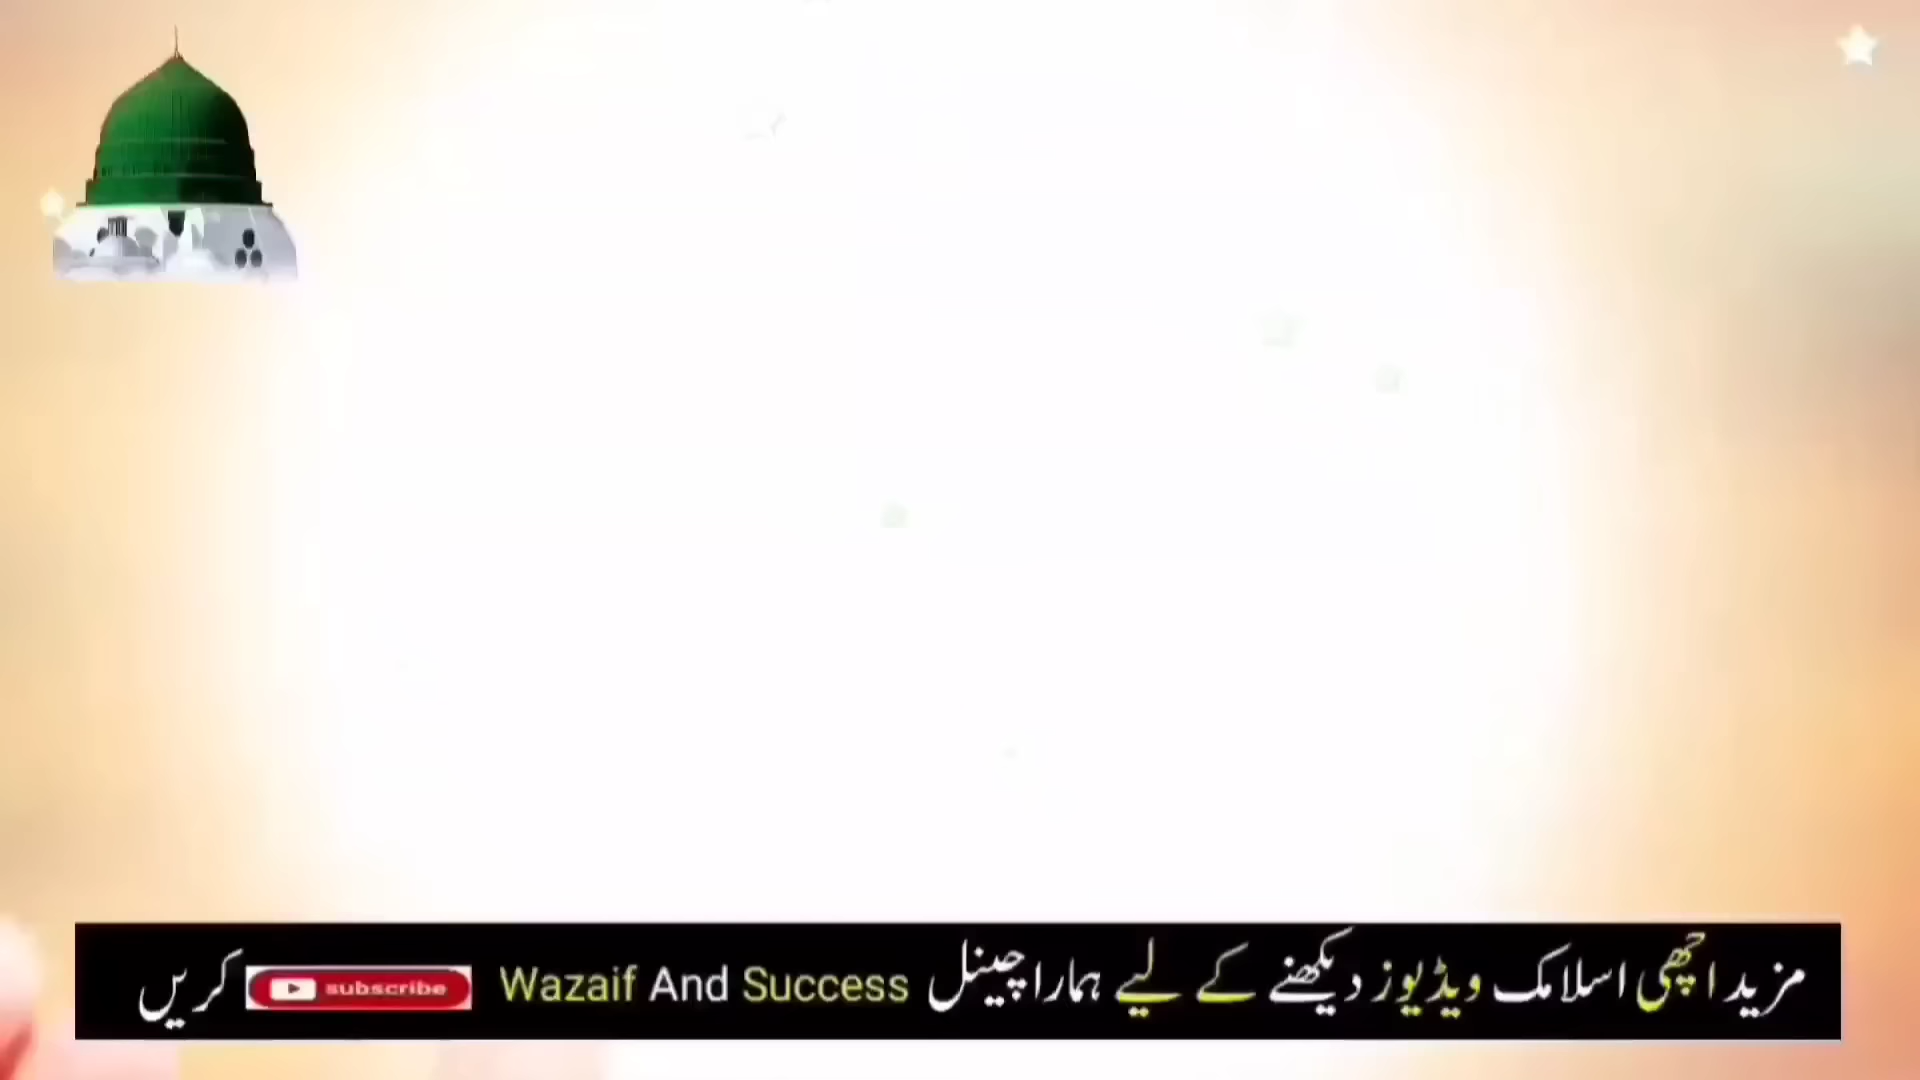 مزید اچھی اسلامک ویڈیوز دیکھنے کے لیے ہمارا چینل Wazaif And Success subscribe کریں